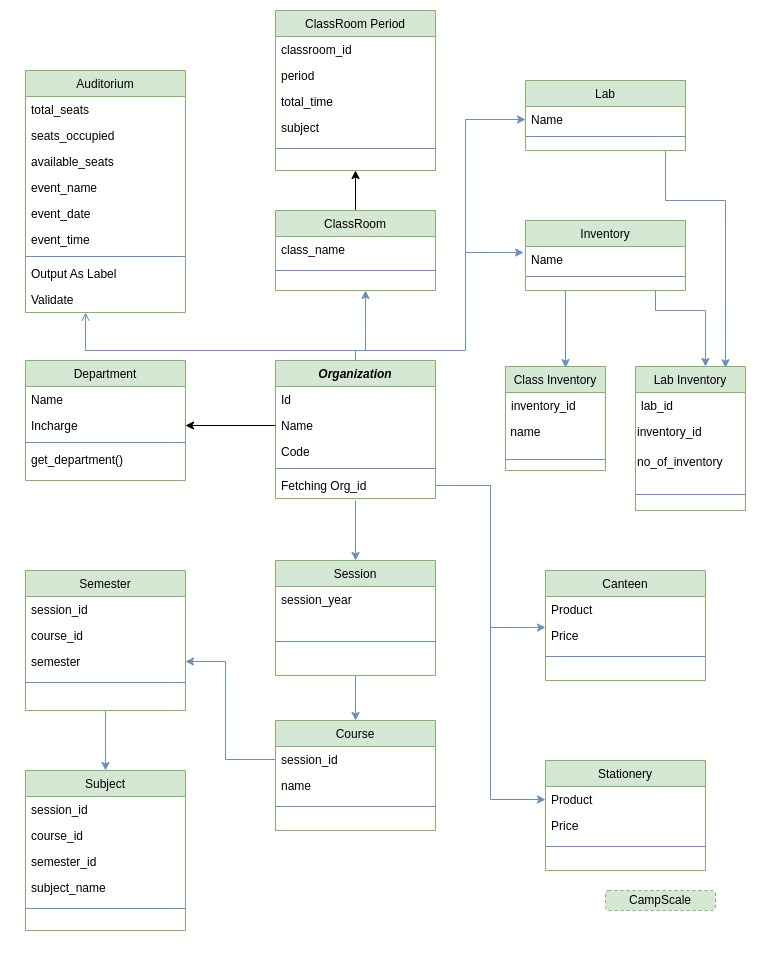 ClassRoom Period
classroom_id
period
total_time
subject
Auditorium
total_seats
seats_occupied
available_seats
event_name
event_date
event_time
Output As Label
Validate
Lab
Name
ClassRoom
class_name
Inventory
Name
Department
Name
Incharge
get_department()
Organization
Id
Name
Code
Fetching Org_id
Class Inventory
inventory_id
name
Lab Inventory
lab_id
inventory_id
no_of_inventory
Semester
session_id
course_id
semester
Session
session_year
Canteen
Product
Price
Course
session_id
name
Subject
session_id
course_id
semester_id
subject_name
Stationery
Product
Price
CampScale